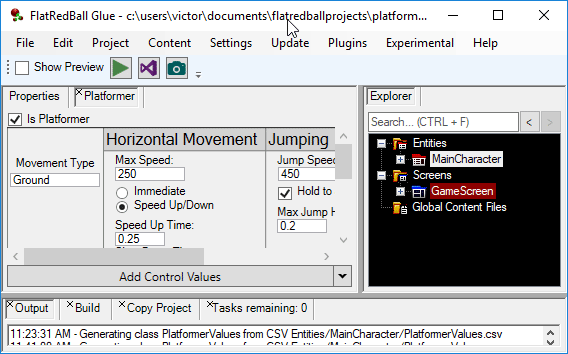 FlatRedBall Glue - c:\users\victor\documents\flatredballprojects\platform...
File Edit Project Content Settings Update Plugins Experimental Help
Show Preview
Properties Platformer
Is Platformer
Horizontal Movement Jumping
Movement Type
Ground
Max Speed:
250
Immediate
Speed Up/Down
Speed Up Time:
0.25
Jump Speed
450
Hold to
Max Jump H
0.2
Add Control Values
Explorer
Search... (CTRL + F) < >
Entities
MainCharacter
Screens
GameScreen
Global Content Files
Output Build Copy Project Tasks remaining: 0
11:23:31 AM - Generating class PlatformerValues from CSV Entities/MainCharacter/PlatformerValues.csv